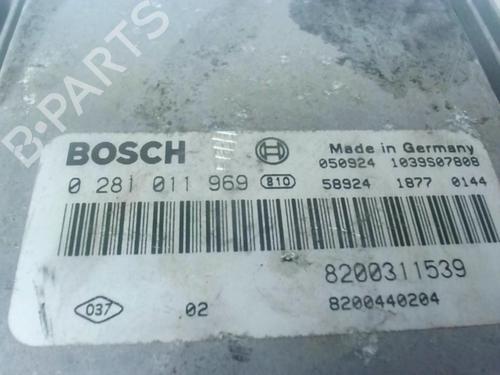 B-PARTS
BOSCH
Made in Germany
050924 1039S07808
0 281 011 969 810 58924 1877 0144
8200311539
037 02 8200440204